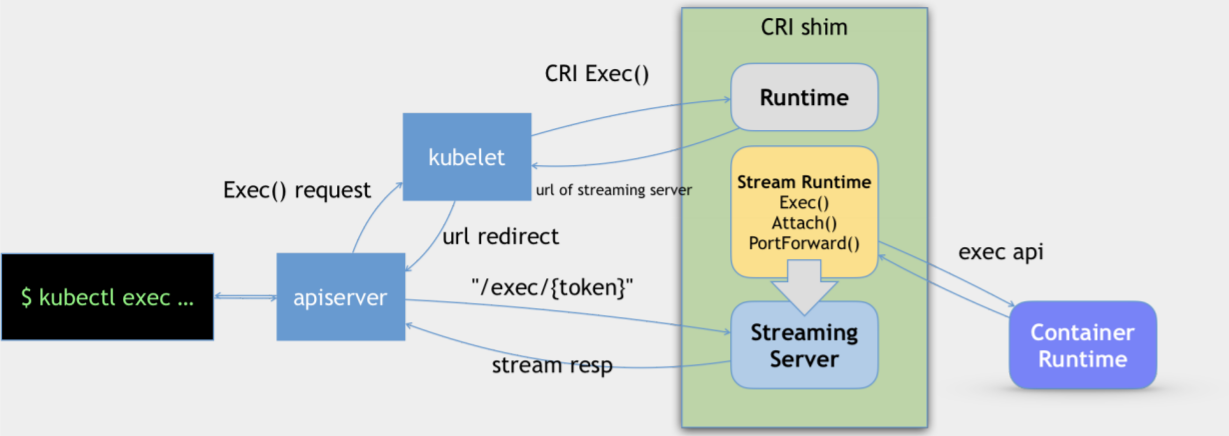 CRI shim
CRI Exec()
Runtime
kubelet
url of streaming server
Exec() request
Stream Runtime
Exec()
Attach()
PortForward()
url redirect
exec api
"/exec/{token}"
$ kubectl exec ...
apiserver
Streaming
Server
Container
Runtime
stream resp